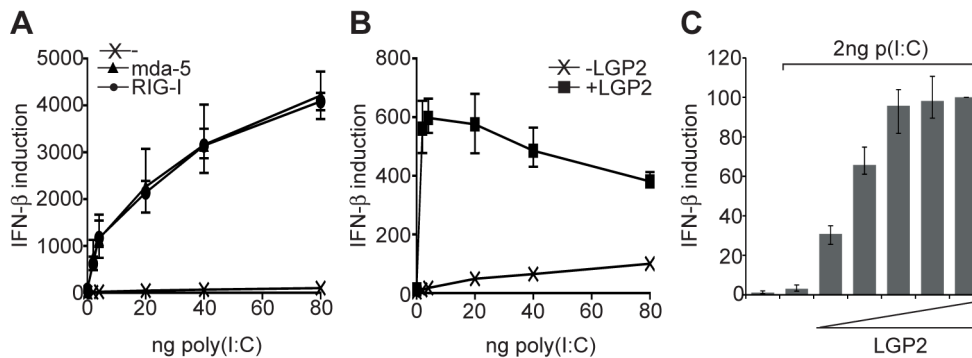 A
-
mda-5
RIG-I
IFN-β induction
5000
4000
3000
2000
1000
0
0 20 40 60 80
ng poly(I:C)
B
-LGP2
+LGP2
IFN-β induction
800
600
400
200
0
0 20 40 60 80
ng poly(I:C)
C
2ng p(I:C)
IFN-β induction
120
100
80
60
40
20
0
LGP2